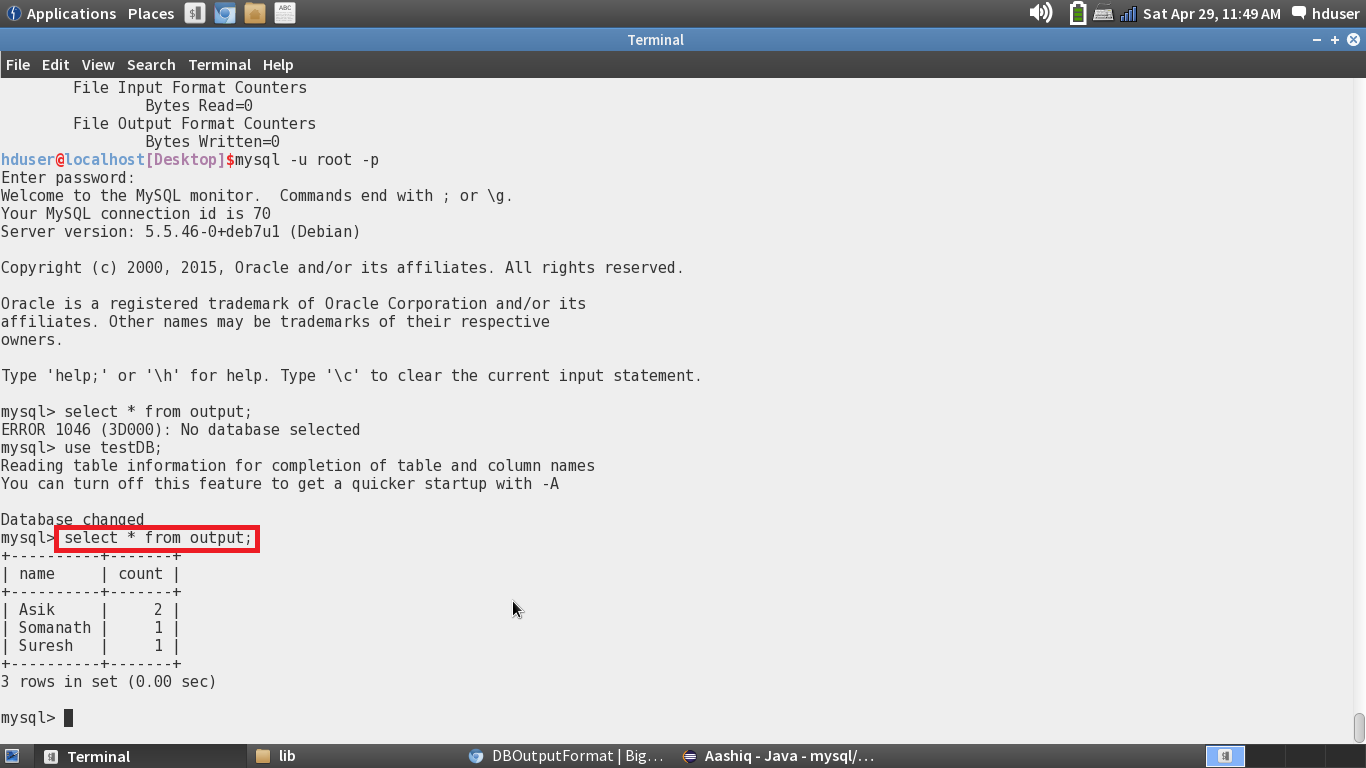 Applications Places Sat Apr 29, 11:49 AM hduser
Terminal
File Edit View Search Terminal Help
        File Input Format Counters
                Bytes Read=0
        File Output Format Counters
                Bytes Written=0
hduser@localhost[Desktop]$mysql -u root -p
Enter password:
Welcome to the MySQL monitor.  Commands end with ; or \g.
Your MySQL connection id is 70
Server version: 5.5.46-0+deb7u1 (Debian)
Copyright (c) 2000, 2015, Oracle and/or its affiliates. All rights reserved.
Oracle is a registered trademark of Oracle Corporation and/or its
affiliates. Other names may be trademarks of their respective
owners.
Type 'help;' or '\h' for help. Type '\c' to clear the current input statement.
mysql> select * from output;
ERROR 1046 (3D000): No database selected
mysql> use testDB;
Reading table information for completion of table and column names
You can turn off this feature to get a quicker startup with -A
Database changed
mysql> select * from output;
+----------+-------+
| name     | count |
+----------+-------+
| Asik     |     2 |
| Somanath |     1 |
| Suresh   |     1 |
+----------+-------+
3 rows in set (0.00 sec)
mysql>
Terminal lib DBOutputFormat | Big... Aashiq - Java - mysql/...